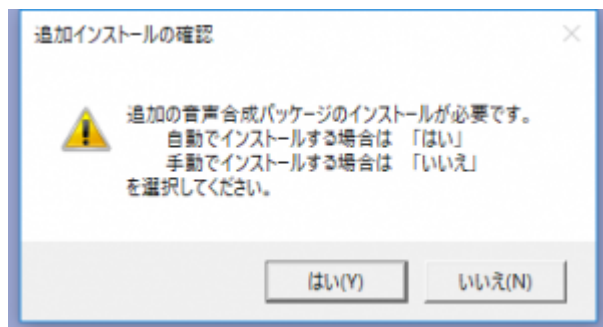 追加インストールの確認
追加の音声合成パッケージのインストールが必要です。
自動でインストールする場合は 「はい」
手動でインストールする場合は 「いいえ」
を選択してください。
はい(Y)
いいえ(N)